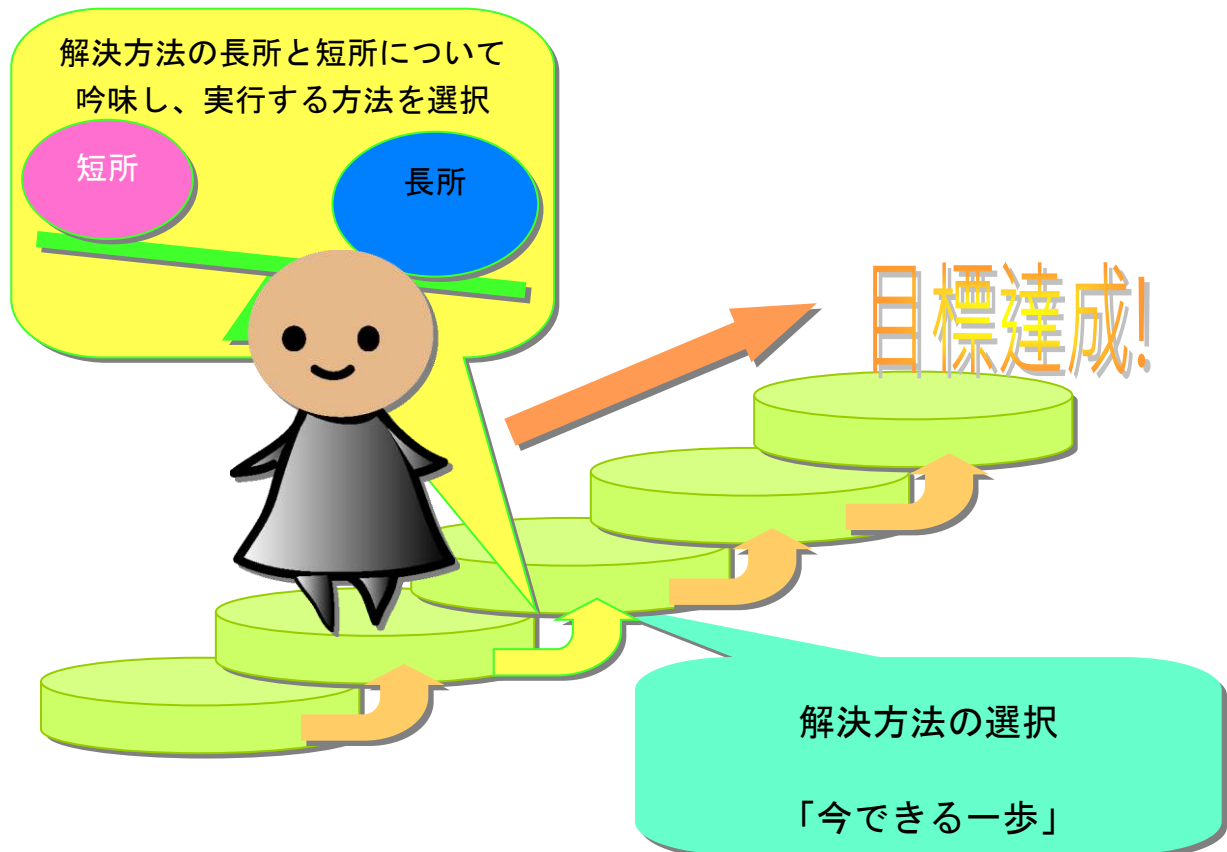 解決方法の長所と短所について
吟味し、実行する方法を選択
短所
長所
目標達成!
解決方法の選択
「今できる一歩」